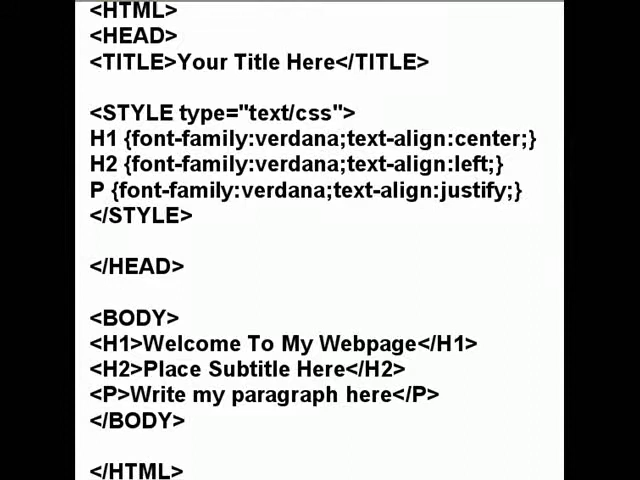 <HTML>
<HEAD>
<TITLE>Your Title Here</TITLE>
<STYLE type="text/css">
H1 {font-family:verdana;text-align:center;}
H2 {font-family:verdana;text-align:left;}
P {font-family:verdana;text-align:justify;}
</STYLE>
</HEAD>
<BODY>
<H1>Welcome To My Webpage</H1>
<H2>Place Subtitle Here</H2>
<P>Write my paragraph here</P>
</BODY>
</HTML>